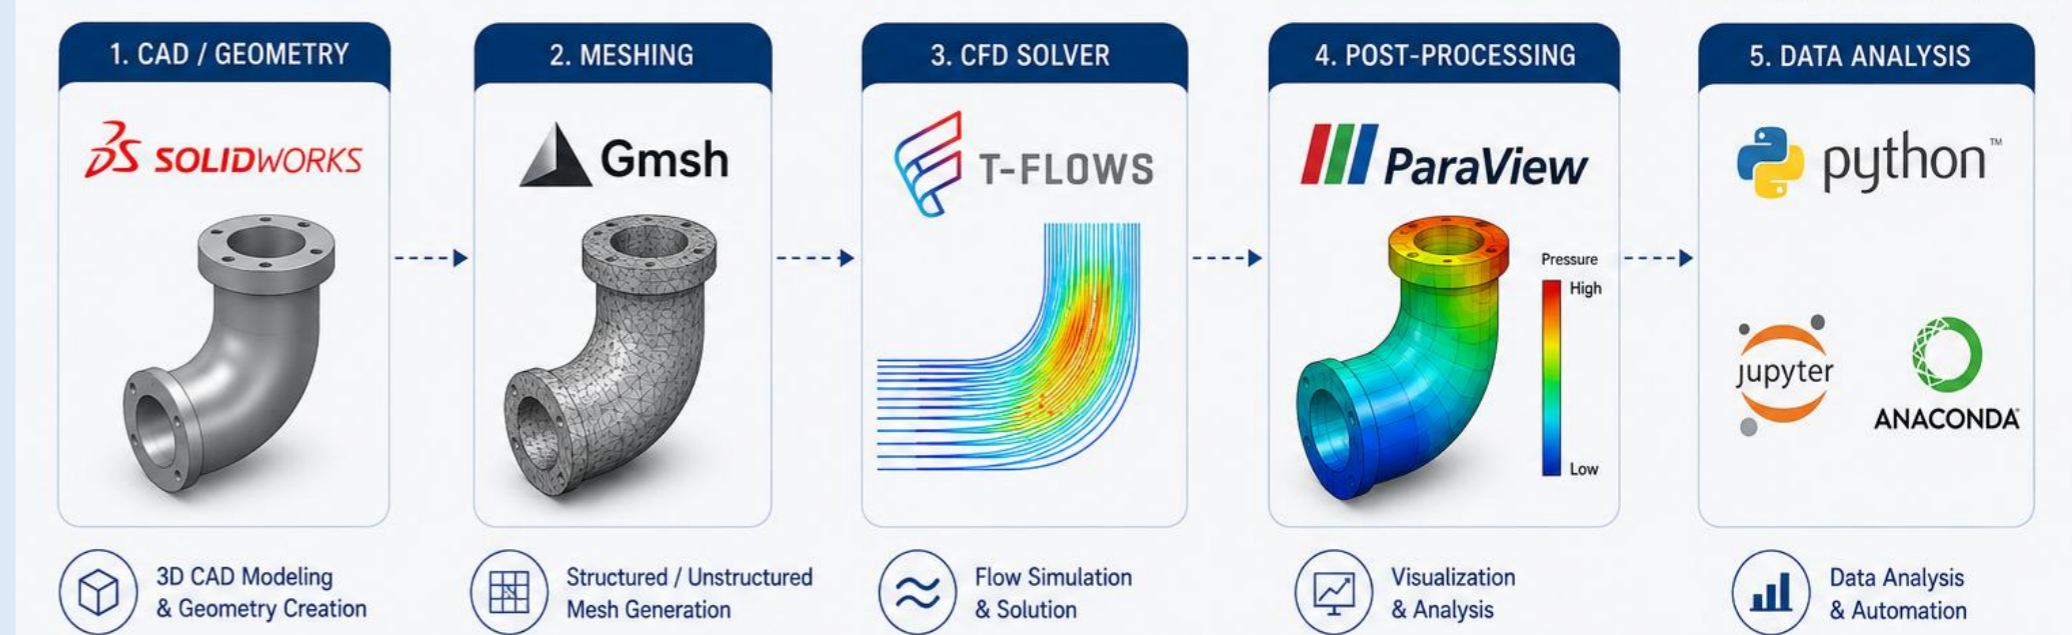 1. CAD / GEOMETRY
SOLIDWORKS
3D CAD Modeling
& Geometry Creation
2. MESHING
Gmsh
Structured / Unstructured
Mesh Generation
3. CFD SOLVER
T-FLOWS
Flow Simulation
& Solution
4. POST-PROCESSING
ParaView
Pressure
High
Low
Visualization
& Analysis
5. DATA ANALYSIS
python™
jupyter
ANACONDA®
Data Analysis
& Automation